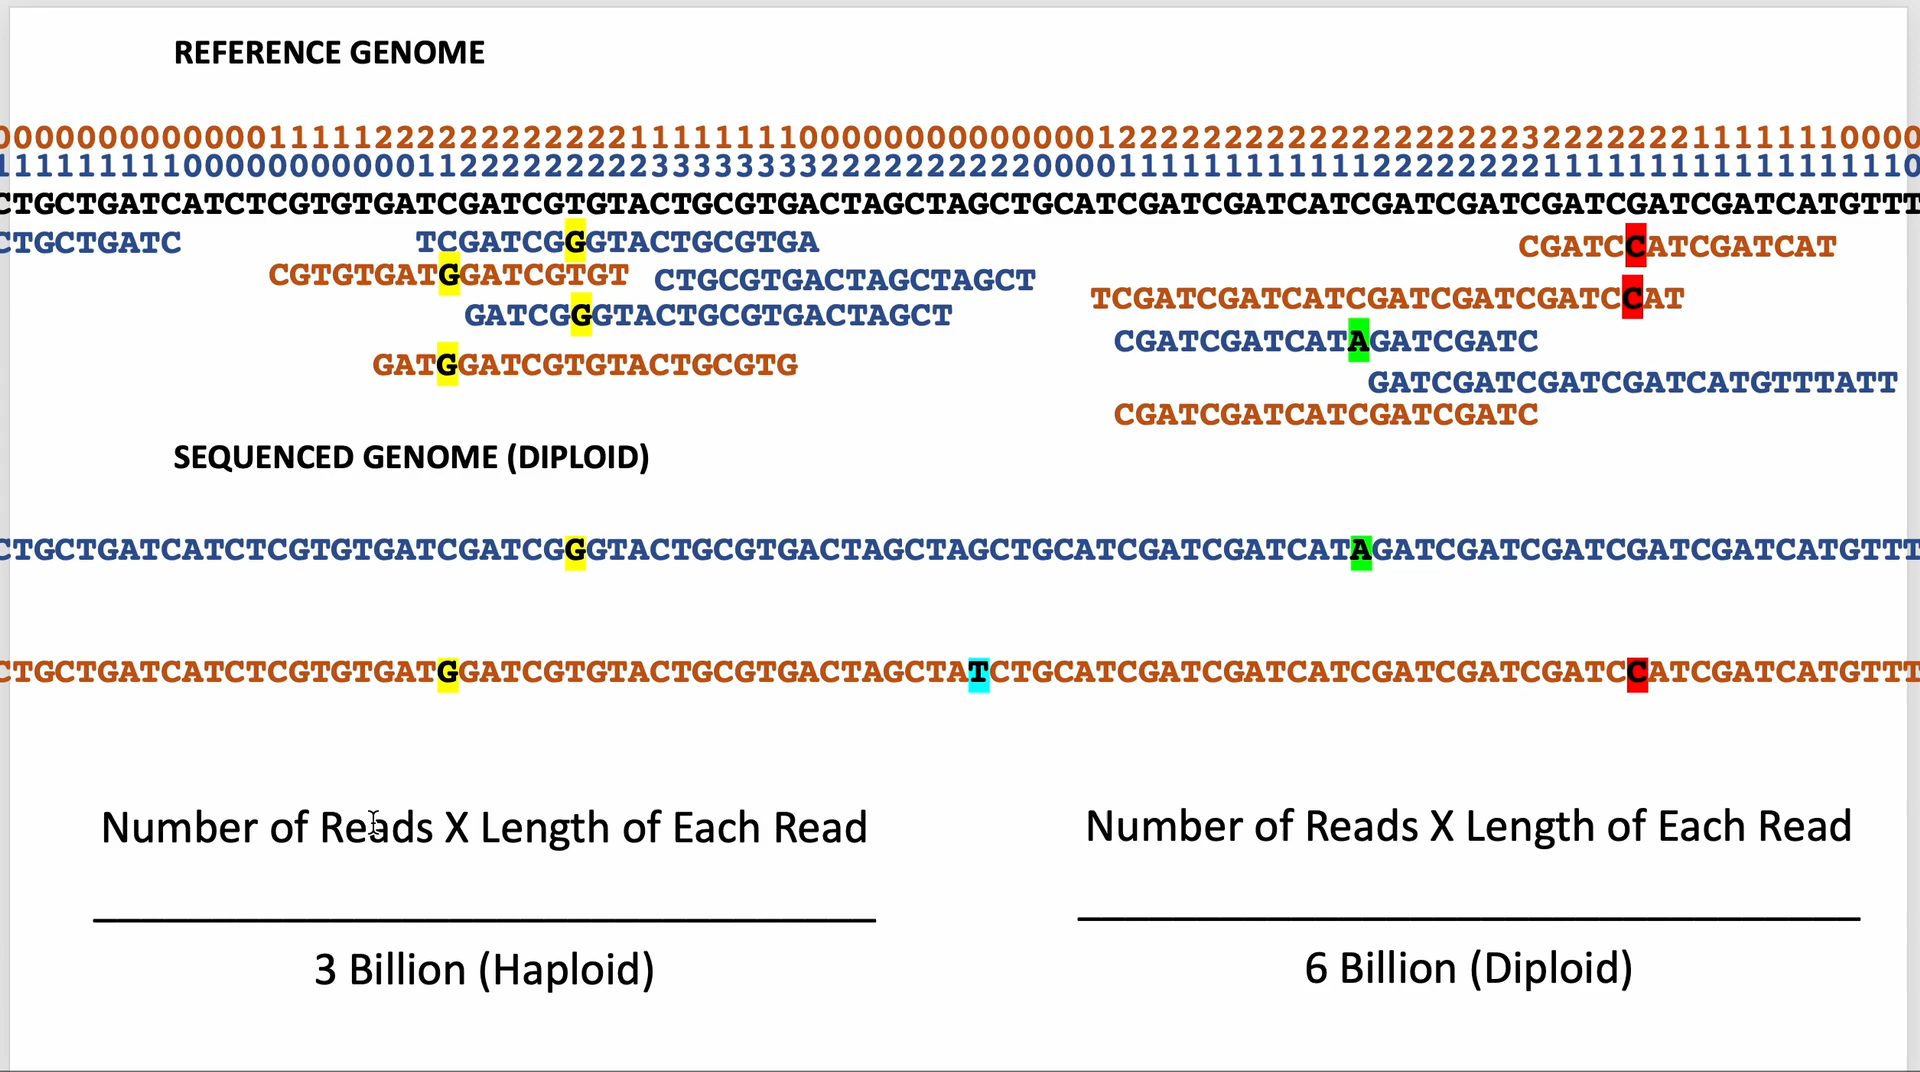 REFERENCE GENOME
0000000000000111112222222222221111111100000000000000122222222222222222223222222211111110000
1111111110000000000011222222222333333332222222222000011111111111122222222111111111111111110
CTGCTGATCATCTCGTGTGATCGATCGTGTACTGCGTGACTAGCTAGCTGCATCGATCGATCATCGATCGATCGATCGATCGATCATGTTT
CTGCTGATC TCGATCGGGTACTGCGTGA CGATCCATCGATCAT
CGTGTGATGGATCGTGT CTGCGTGACTAGCTAGCT
TCGATCGATCATCGATCGATCGATCCAT
GATCGGGTACTGCGTGACTAGCT
CGATCGATCATAGATCGATC
GATGGATCGTGTACTGCGTG
GATCGATCGATCGATCATGTTTATT
CGATCGATCATCGATCGATC
SEQUENCED GENOME (DIPLOID)
CTGCTGATCATCTCGTGTGATCGATCGGGTACTGCGTGACTAGCTAGCTGCATCGATCGATCATAGATCGATCGATCGATCGATCATGTTT
CTGCTGATCATCTCGTGTGATGGATCGTGTACTGCGTGACTAGCTATCTGCATCGATCGATCATCGATCGATCGATCCATCGATCATGTTT
Number of Reads X Length of Each Read
3 Billion (Haploid)
Number of Reads X Length of Each Read
6 Billion (Diploid)